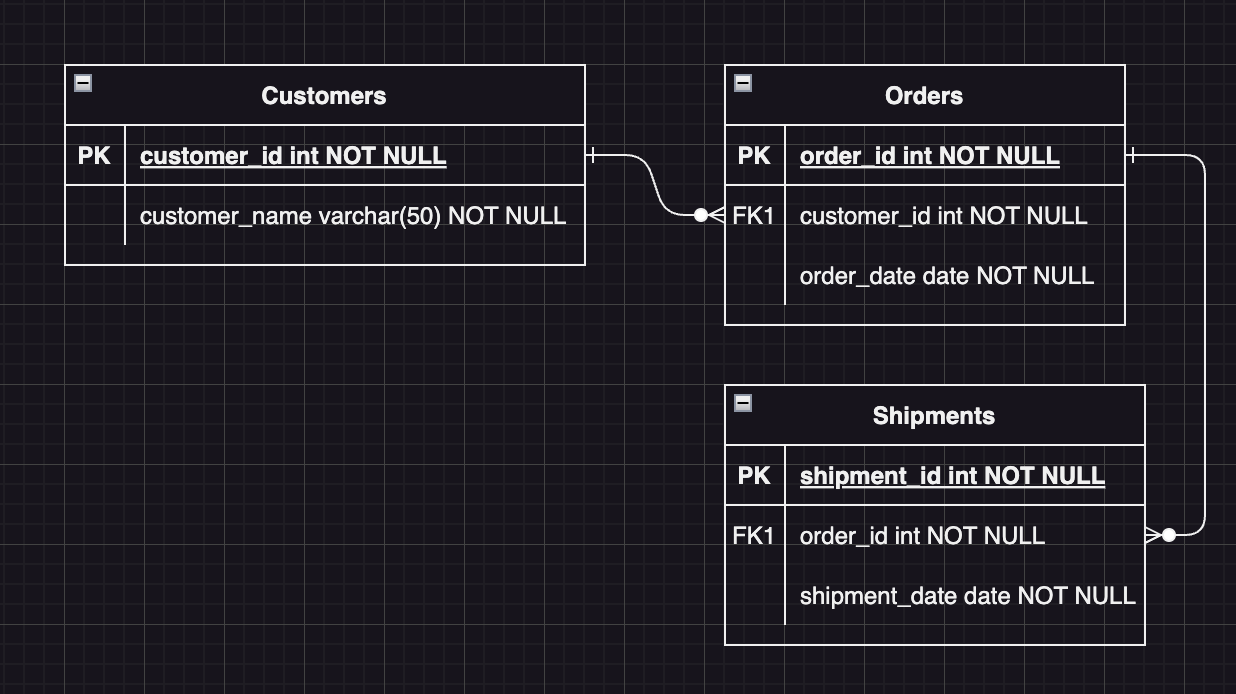 Customers
PK customer_id int NOT NULL
customer_name varchar(50) NOT NULL
Orders
PK order_id int NOT NULL
FK1 customer_id int NOT NULL
order_date date NOT NULL
Shipments
PK shipment_id int NOT NULL
FK1 order_id int NOT NULL
shipment_date date NOT NULL